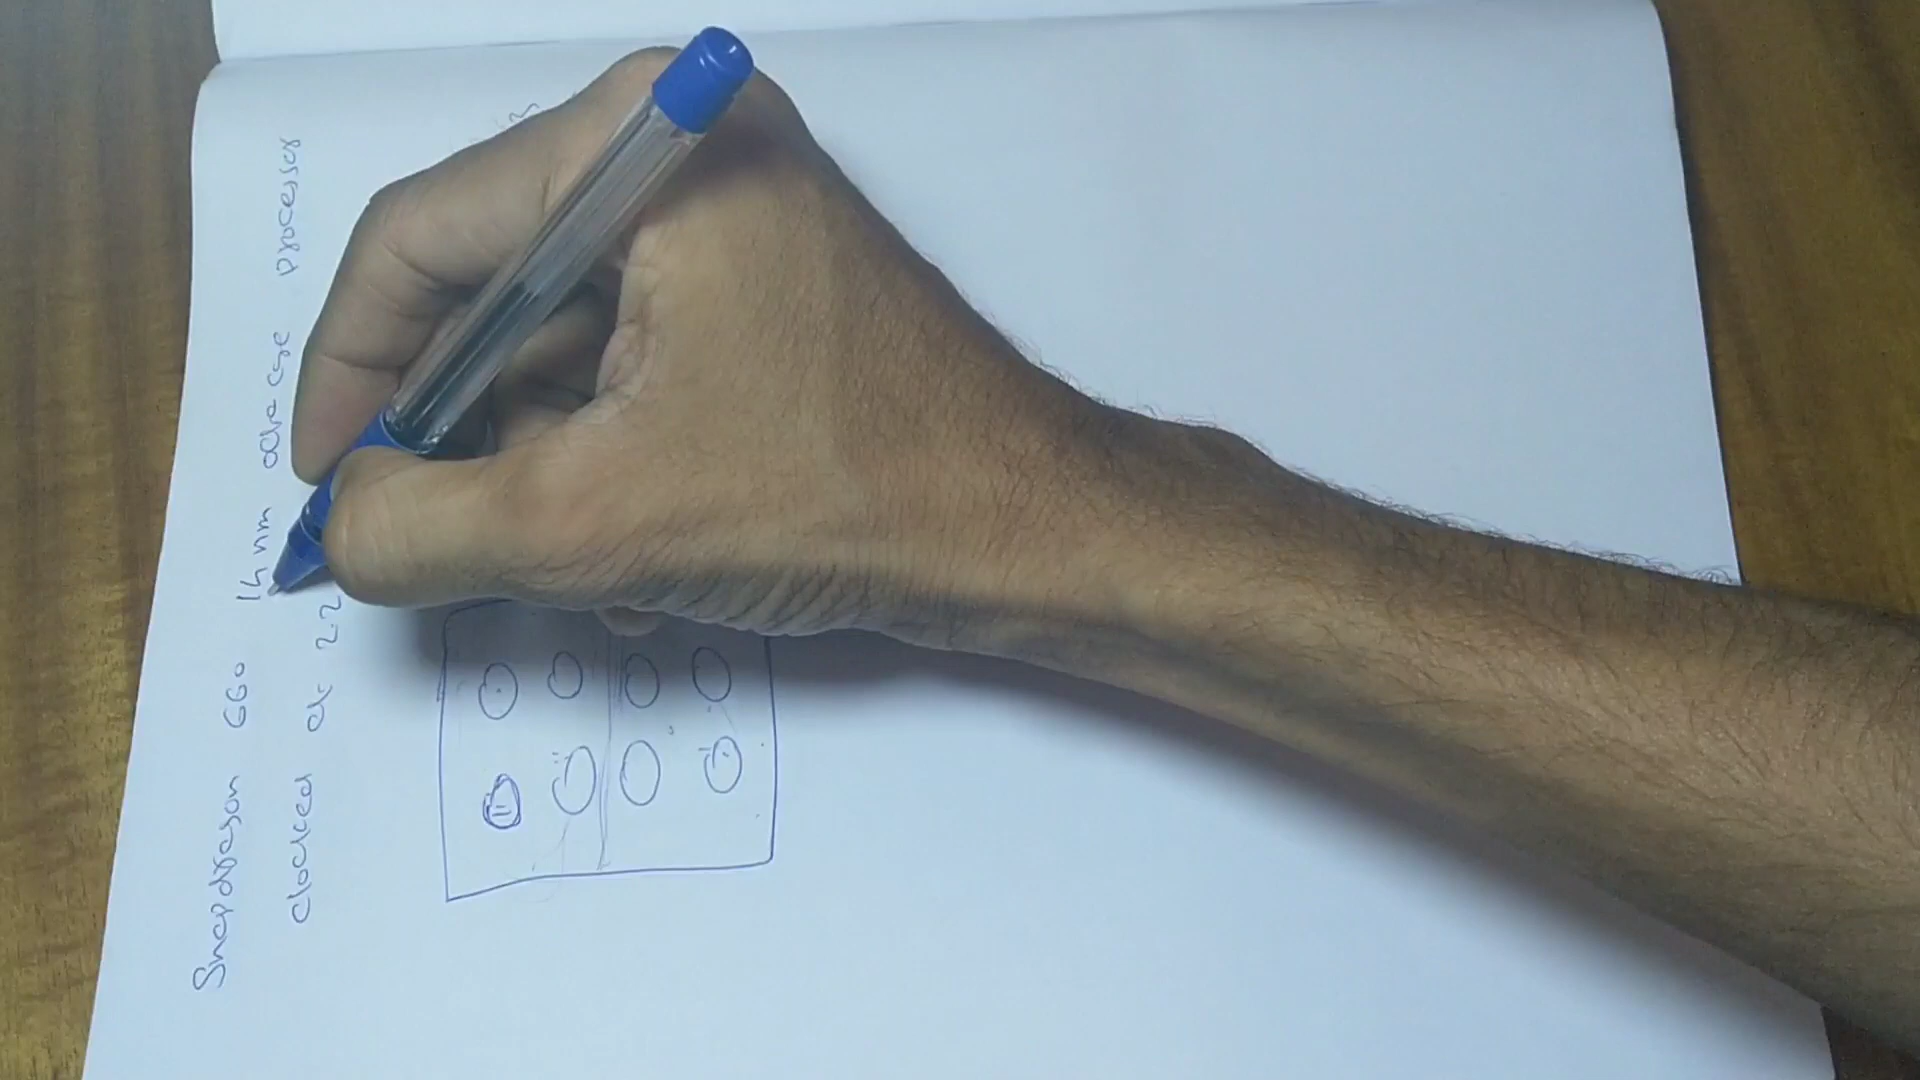 Snapdragon 660 14nm octa core processor
clocked at 2.2